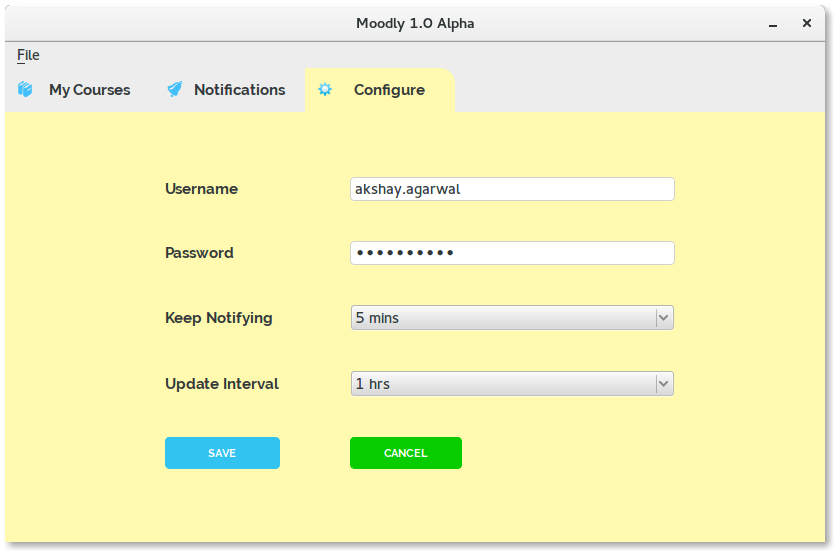 Moodly 1.0 Alpha
File
My Courses Notifications Configure
Username akshay.agarwal
Password ••••••••••
Keep Notifying 5 mins
Update Interval 1 hrs
SAVE CANCEL